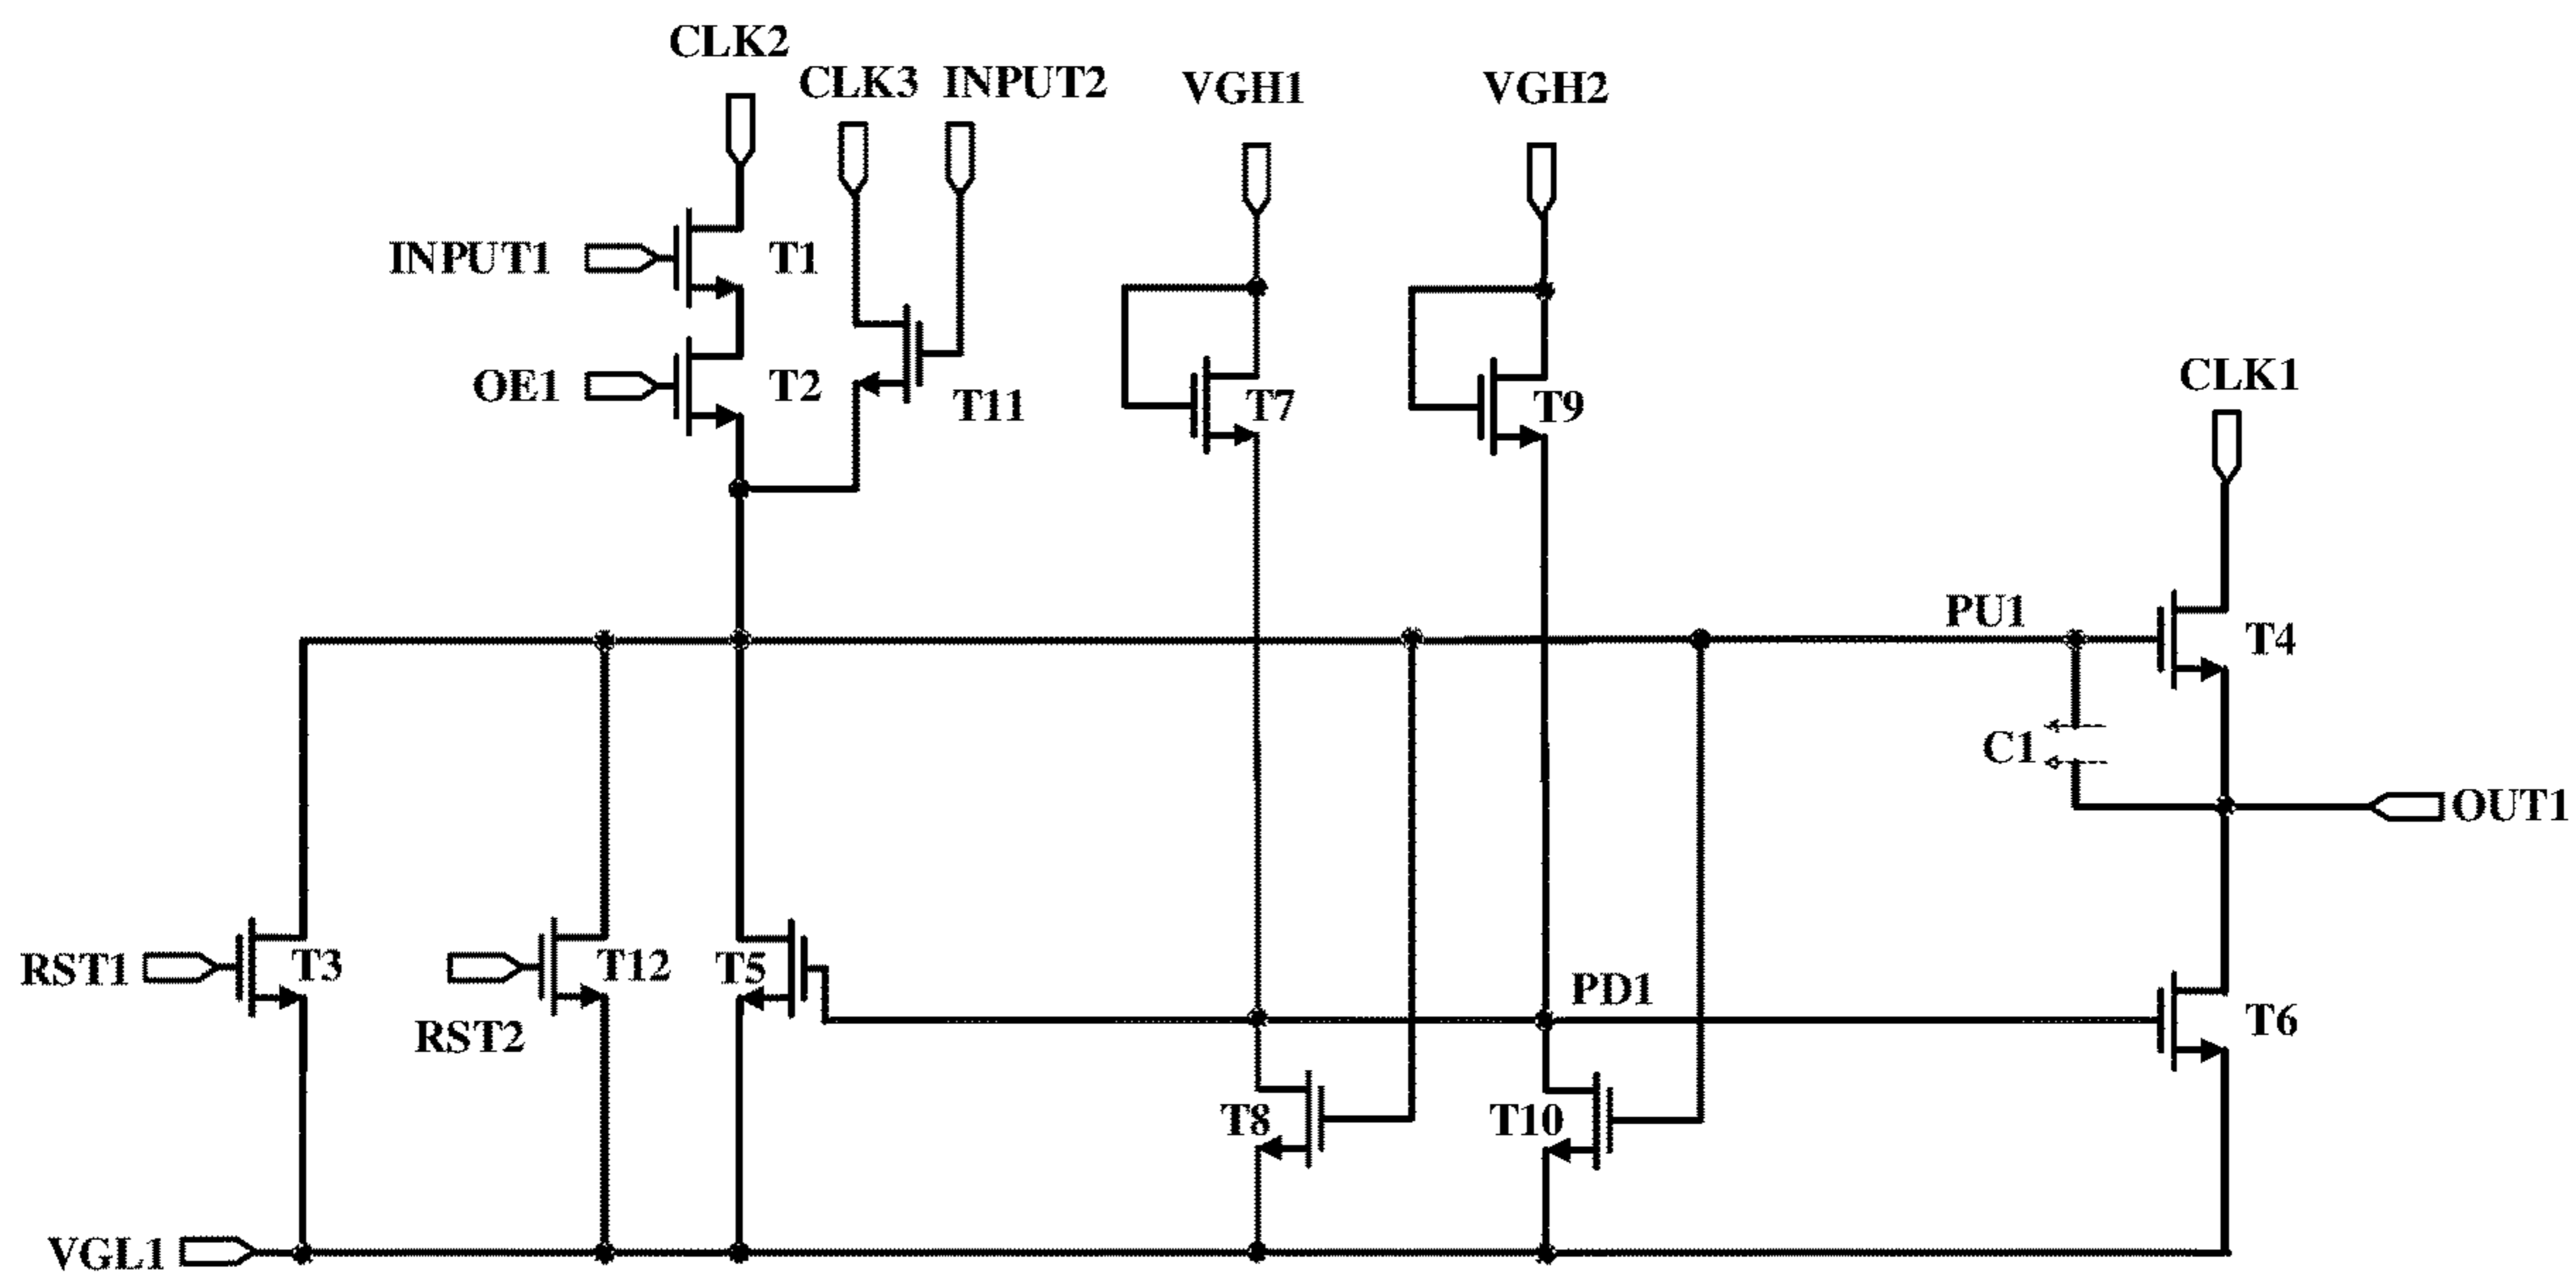 CLK2
CLK3 INPUT2
VGH1 VGH2
INPUT1 T1
OE1 T2
T11
T7 T9
CLK1
PU1
T4
C1
OUT1
RST1 T3
T12 T5
RST2
PD1
T6
T8 T10
VGL1